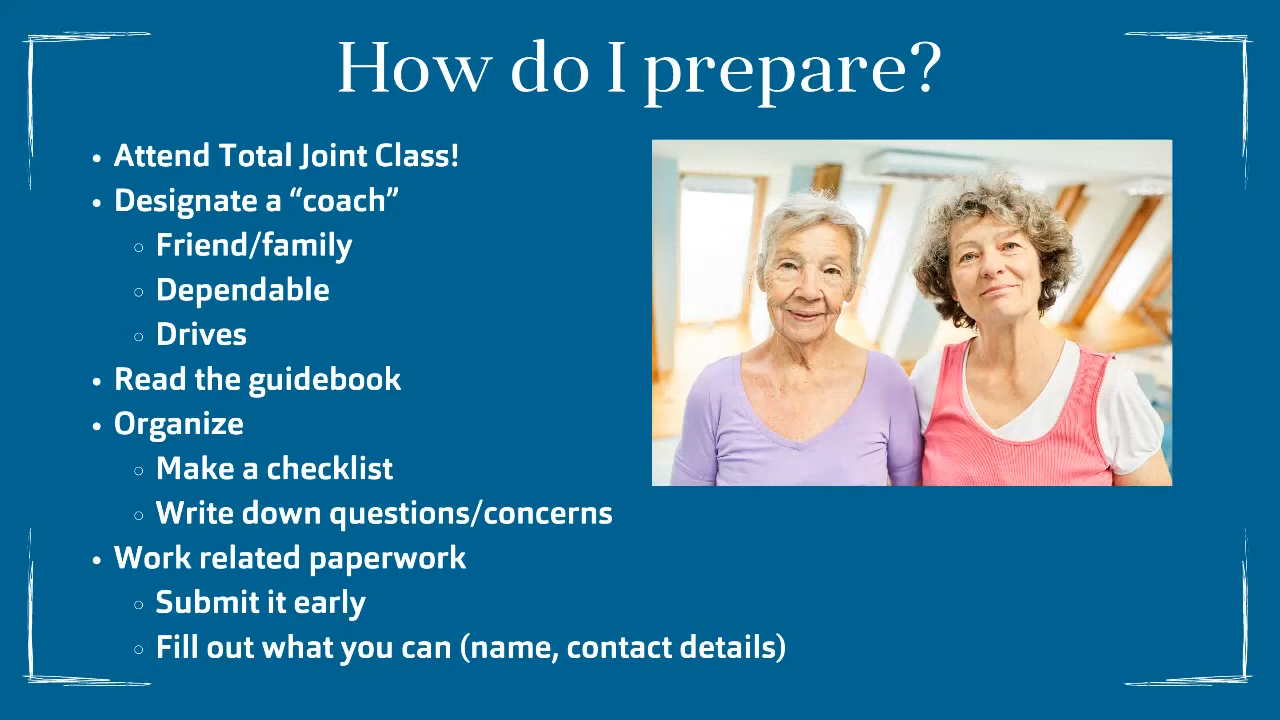 How do I prepare?
• Attend Total Joint Class!
• Designate a “coach”
○ Friend/family
○ Dependable
○ Drives
• Read the guidebook
• Organize
○ Make a checklist
○ Write down questions/concerns
• Work related paperwork
○ Submit it early
○ Fill out what you can (name, contact details)